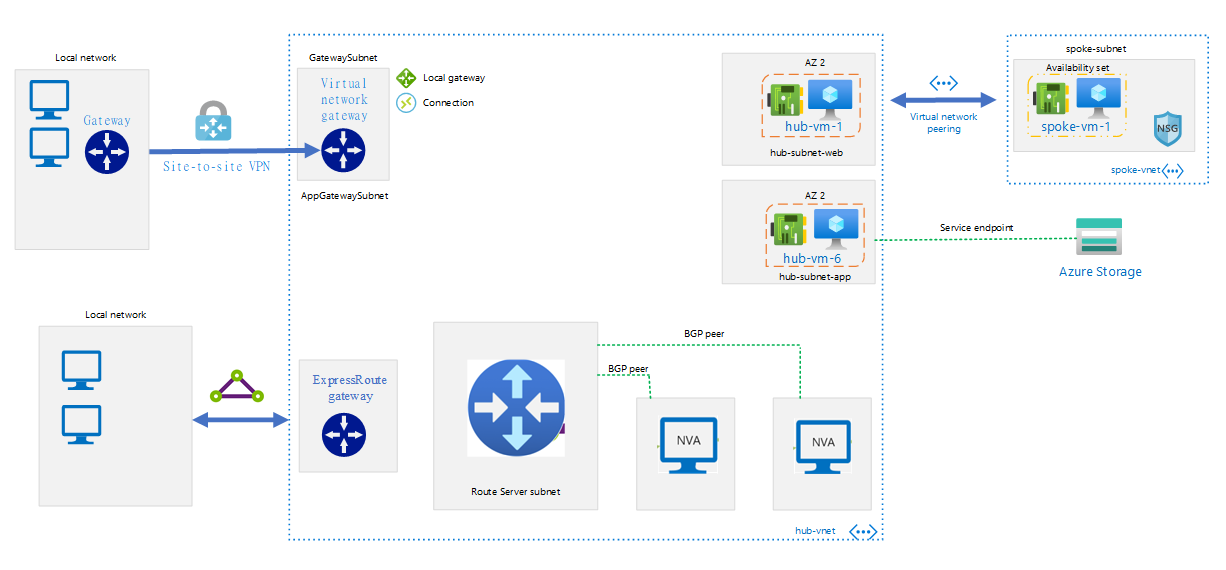 Local network
Gateway
Site-to-site VPN
GatewaySubnet
Virtual
network
gateway
AppGatewaySubnet
Local gateway
Connection
AZ 2
hub-vm-1
hub-subnet-web
Virtual network
peering
spoke-subnet
Availability set
spoke-vm-1
NSG
spoke-vnet
AZ 2
hub-vm-6
hub-subnet-app
Service endpoint
Azure Storage
Local network
ExpressRoute
gateway
Route Server subnet
BGP peer
BGP peer
NVA
NVA
hub-vnet